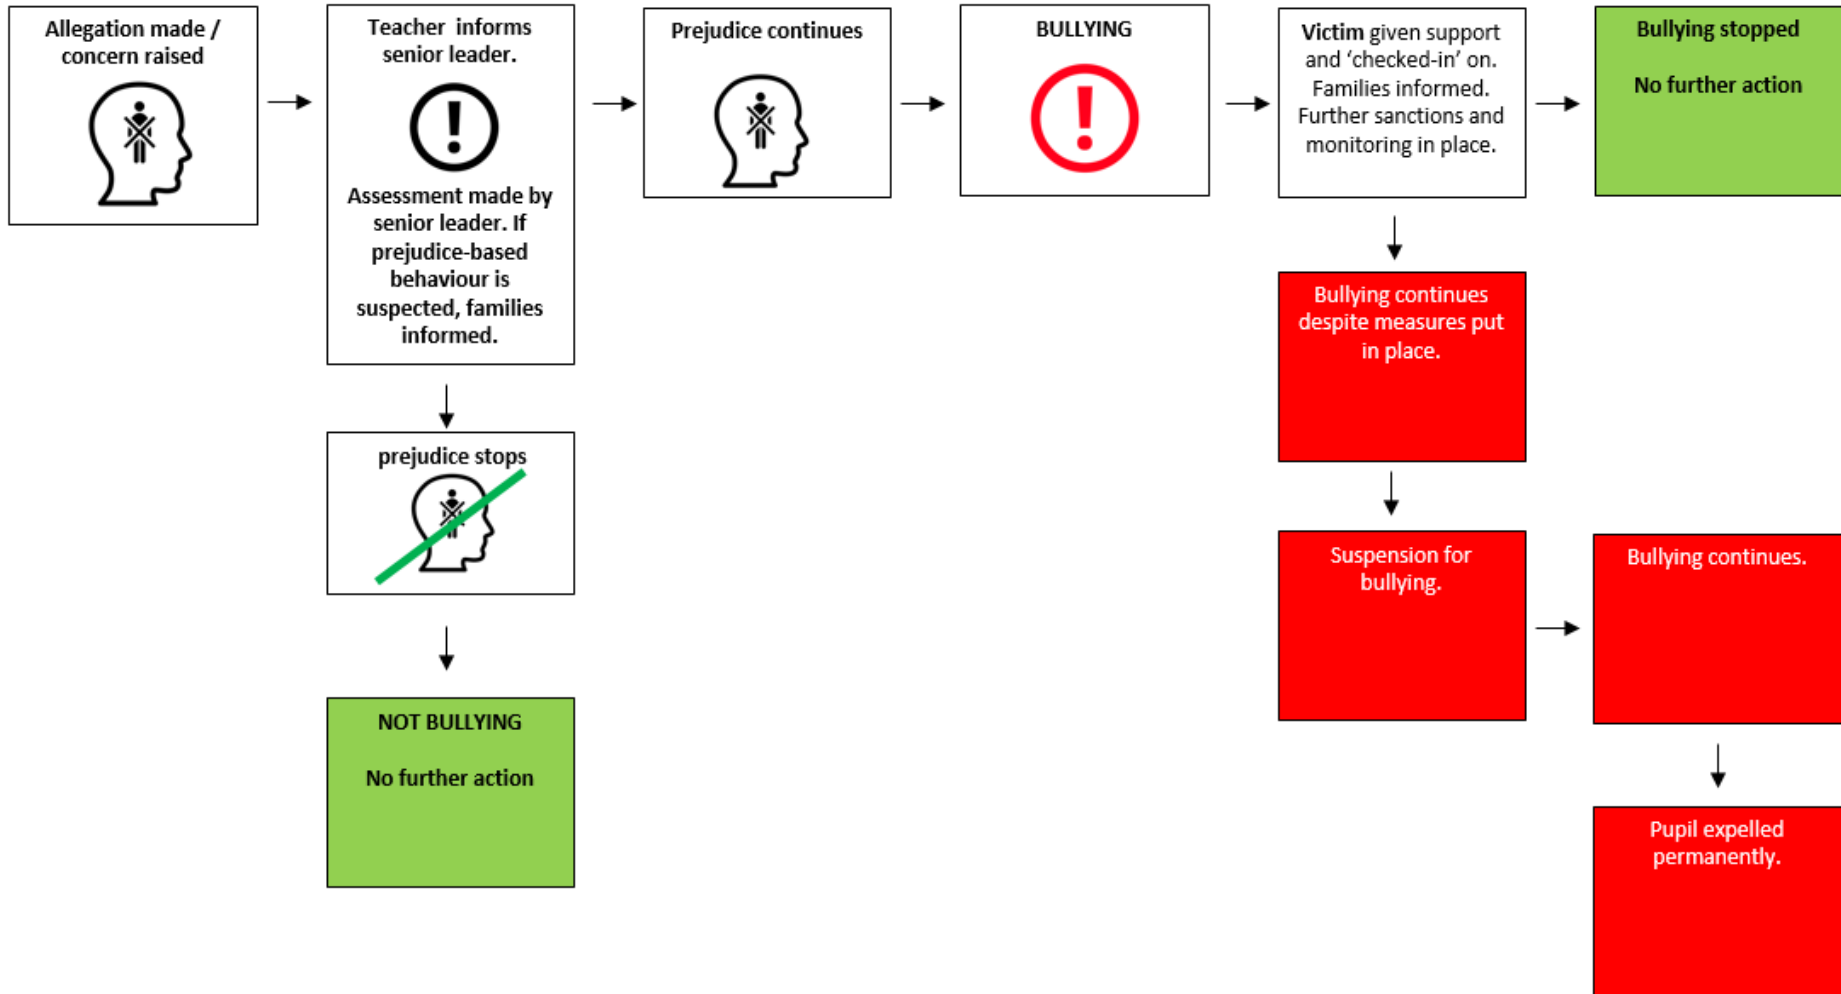 Allegation made /
concern raised
Teacher informs
senior leader.
Assessment made by
senior leader. If
prejudice-based
behaviour is
suspected, families
informed.
Prejudice continues
BULLYING
Victim given support
and ‘checked-in’ on.
Families informed.
Further sanctions and
monitoring in place.
Bullying stopped
No further action
prejudice stops
NOT BULLYING
No further action
Bullying continues
despite measures put
in place.
Suspension for
bullying.
Bullying continues.
Pupil expelled
permanently.